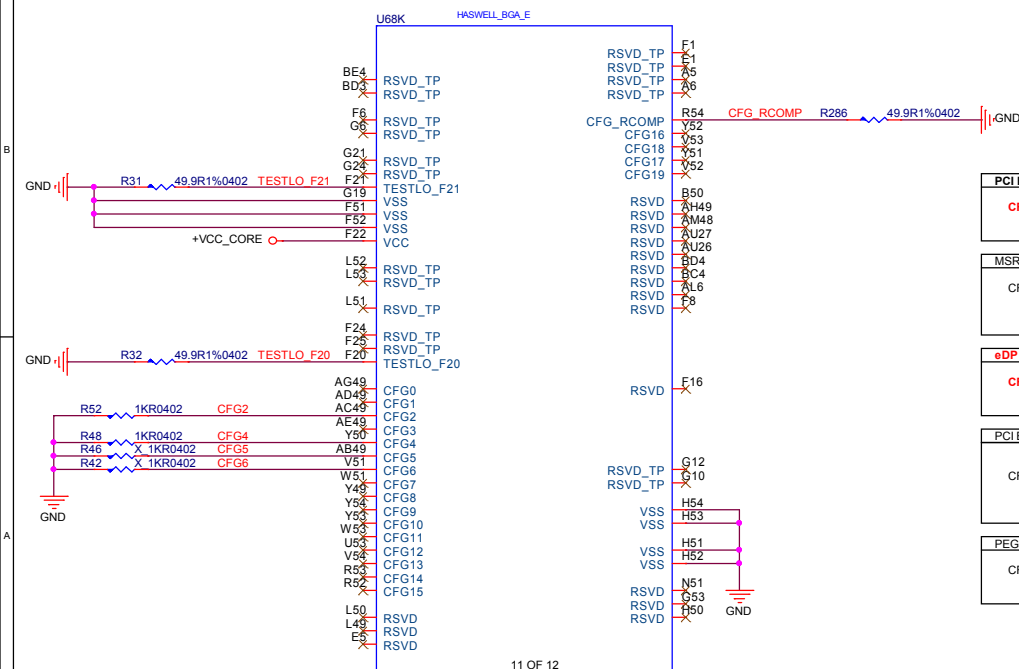 U68K
HASWELL_BGA_E
BE4 RSVD_TP
BD3 RSVD_TP
F6 RSVD_TP
G6 RSVD_TP
G21 RSVD_TP
G24 RSVD_TP
GND R31 49.9R1%0402 TESTLO_F21 F21 TESTLO_F21
G19 VSS
F51 VSS
F52 VSS
+VCC_CORE F22 VCC
L52 RSVD_TP
L53 RSVD_TP
L51 RSVD_TP
F24 RSVD_TP
F25 RSVD_TP
GND R32 49.9R1%0402 TESTLO_F20 F20 TESTLO_F20
AG49 CFG0
AD49 CFG1
R52 1KR0402 CFG2 AC49 CFG2
AE49 CFG3
R48 1KR0402 CFG4 Y50 CFG4
R46 X_1KR0402 CFG5 AB49 CFG5
R42 X_1KR0402 CFG6 V51 CFG6
W51 CFG7
Y49 CFG8
Y54 CFG9
Y53 CFG10
W53 CFG11
U53 CFG12
V54 CFG13
R53 CFG14
R52 CFG15
GND
L50 RSVD
L49 RSVD
E5 RSVD
RSVD_TP F1
RSVD_TP E1
RSVD_TP A5
RSVD_TP A6
CFG_RCOMP R54 CFG_RCOMP R286 49.9R1%0402 GND
CFG16 Y52
CFG18 V53
CFG17 Y51
CFG19 V52
RSVD B50
RSVD AH49
RSVD AM48
RSVD AU27
RSVD AU26
RSVD BD4
RSVD BC4
RSVD AL6
RSVD F8
RSVD F16
RSVD_TP G12
RSVD_TP G10
VSS H54
VSS H53
VSS H51
VSS H52
GND
RSVD N51
RSVD G53
RSVD H50
11 OF 12
B
A
PCI
MSR
eDP
PCI
PEG